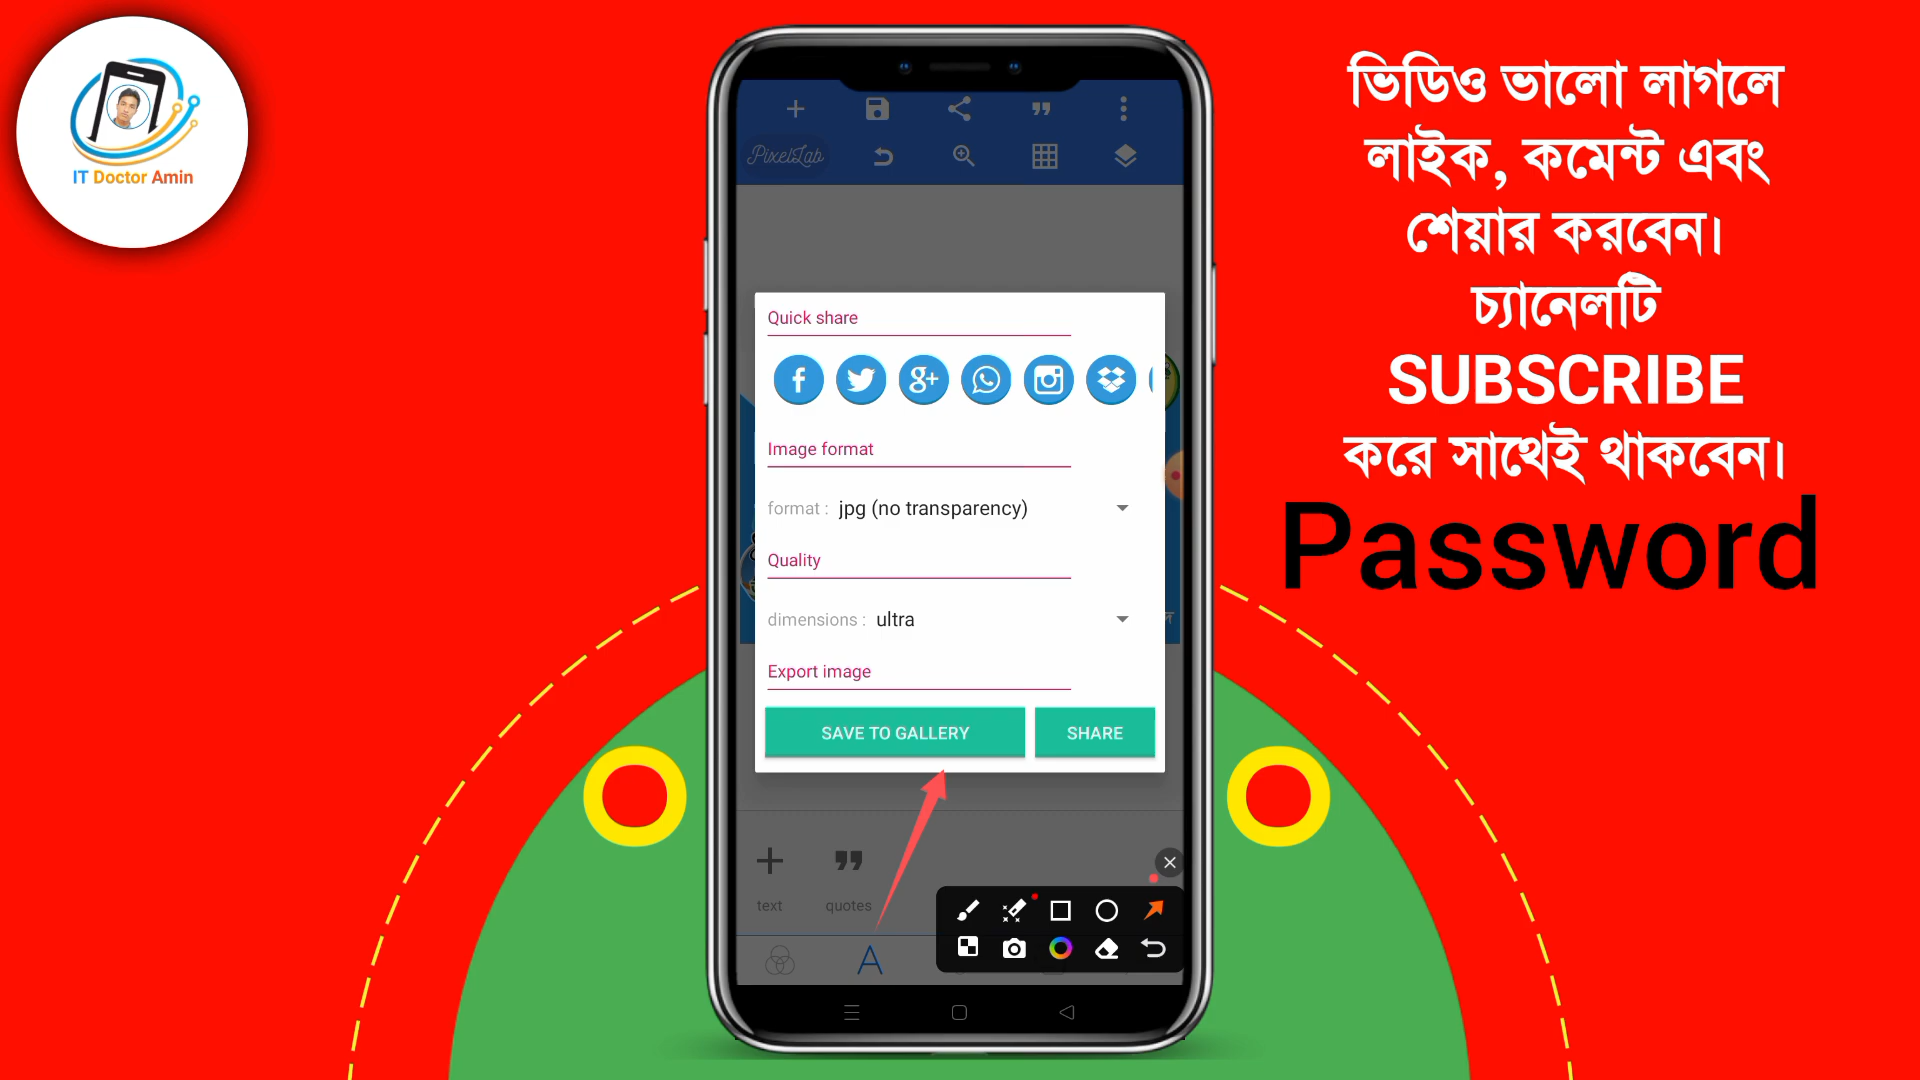 IT Doctor Amin
PixelLab
Quick share
Image format
format : jpg (no transparency)
Quality
dimensions : ultra
Export image
SAVE TO GALLERY
SHARE
text
quotes
ভিডিও ভালো লাগলে
লাইক, কমেন্ট এবং
শেয়ার করবেন।
চ্যানেলটি
SUBSCRIBE
করে সাথেই থাকবেন।
Password